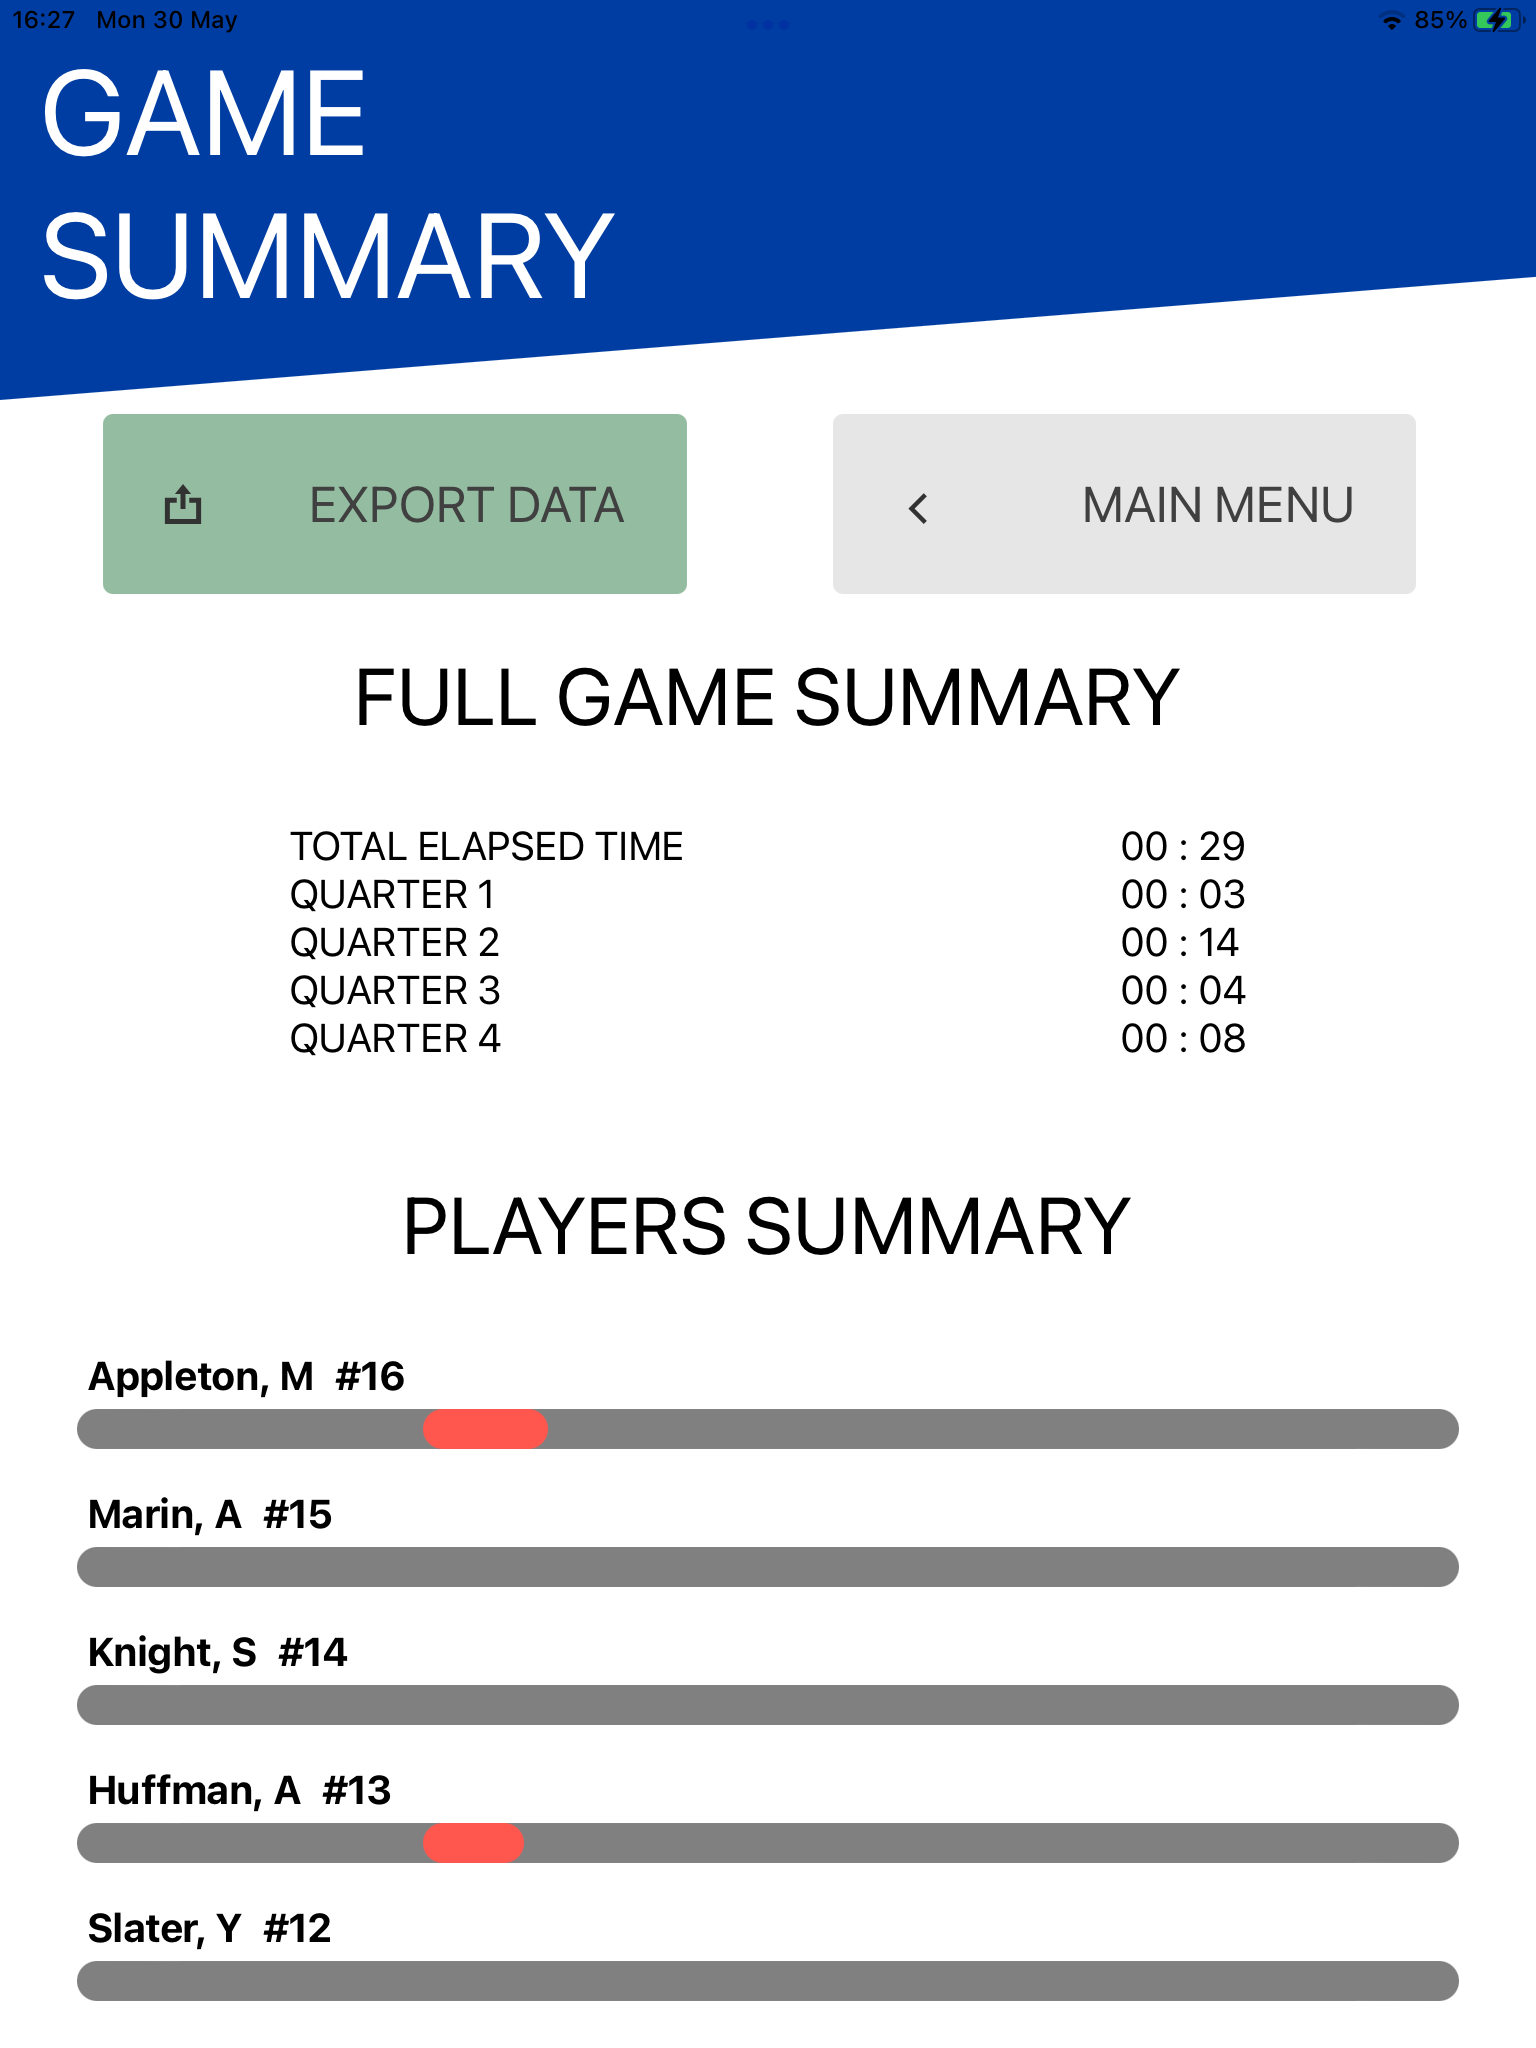 16:27 Mon 30 May
85%
GAME
SUMMARY
EXPORT DATA
MAIN MENU
FULL GAME SUMMARY
TOTAL ELAPSED TIME 00 : 29
QUARTER 1 00 : 03
QUARTER 2 00 : 14
QUARTER 3 00 : 04
QUARTER 4 00 : 08
PLAYERS SUMMARY
Appleton, M #16
Marin, A #15
Knight, S #14
Huffman, A #13
Slater, Y #12